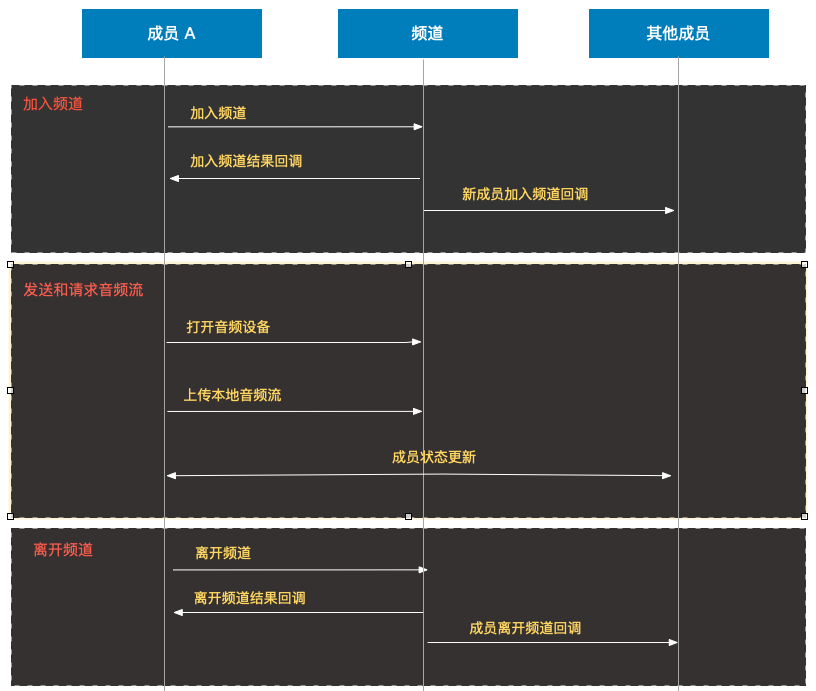 成员 A
频道
其他成员
加入频道
加入频道
加入频道结果回调
新成员加入频道回调
发送和请求音频流
打开音频设备
上传本地音频流
成员状态更新
离开频道
离开频道
离开频道结果回调
成员离开频道回调